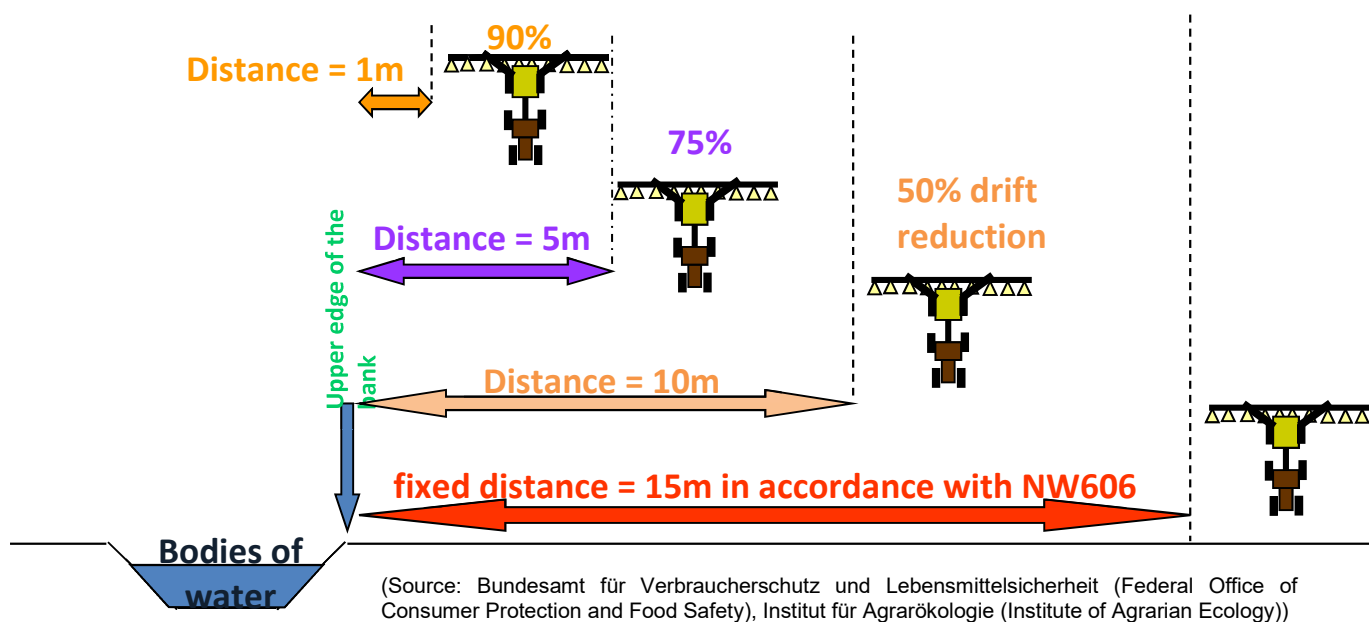 90%
Distance = 1m
75%
50% drift
reduction
Distance = 5m
Upper edge of the
bank
Distance = 10m
fixed distance = 15m in accordance with NW606
Bodies of
water
(Source: Bundesamt für Verbraucherschutz und Lebensmittelsicherheit (Federal Office of
Consumer Protection and Food Safety), Institut für Agrarökologie (Institute of Agrarian Ecology))